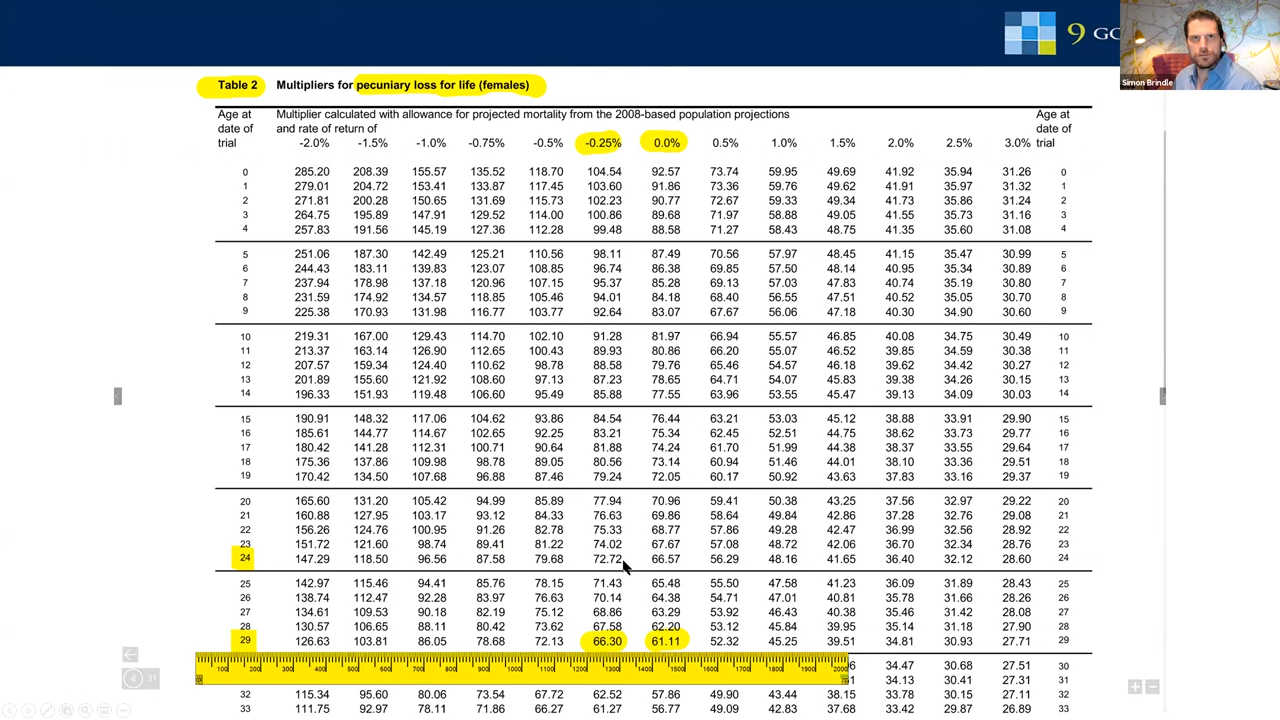 9 GO
Simon Brindle
Table 2 Multipliers for pecuniary loss for life (females)
Age at date of trial
Multiplier calculated with allowance for projected mortality from the 2008-based population projections and rate of return of
Age at date of trial
-2.0% -1.5% -1.0% -0.75% -0.5% -0.25% 0.0% 0.5% 1.0% 1.5% 2.0% 2.5% 3.0%
0 285.20 208.39 155.57 135.52 118.70 104.54 92.57 73.74 59.95 49.69 41.92 35.94 31.26 0
1 279.01 204.72 153.41 133.87 117.45 103.60 91.86 73.36 59.76 49.62 41.91 35.97 31.32 1
2 271.81 200.28 150.65 131.69 115.73 102.23 90.77 72.67 59.33 49.34 41.73 35.86 31.24 2
3 264.75 195.89 147.91 129.52 114.00 100.86 89.68 71.97 58.88 49.05 41.55 35.73 31.16 3
4 257.83 191.56 145.19 127.36 112.28 99.48 88.58 71.27 58.43 48.75 41.35 35.60 31.08 4
5 251.06 187.30 142.49 125.21 110.56 98.11 87.49 70.56 57.97 48.45 41.15 35.47 30.99 5
6 244.43 183.11 139.83 123.07 108.85 96.74 86.38 69.85 57.50 48.14 40.95 35.34 30.89 6
7 237.94 178.98 137.18 120.96 107.15 95.37 85.28 69.13 57.03 47.83 40.74 35.19 30.80 7
8 231.59 174.92 134.57 118.85 105.46 94.01 84.18 68.40 56.55 47.51 40.52 35.05 30.70 8
9 225.38 170.93 131.98 116.77 103.77 92.64 83.07 67.67 56.06 47.18 40.30 34.90 30.60 9
10 219.31 167.00 129.43 114.70 102.10 91.28 81.97 66.94 55.57 46.85 40.08 34.75 30.49 10
11 213.37 163.14 126.90 112.65 100.43 89.93 80.86 66.20 55.07 46.52 39.85 34.59 30.38 11
12 207.57 159.34 124.40 110.62 98.78 88.58 79.76 65.46 54.57 46.18 39.62 34.42 30.27 12
13 201.89 155.60 121.92 108.60 97.13 87.23 78.65 64.71 54.07 45.83 39.38 34.26 30.15 13
14 196.33 151.93 119.48 106.60 95.49 85.88 77.55 63.96 53.55 45.47 39.13 34.09 30.03 14
15 190.91 148.32 117.06 104.62 93.86 84.54 76.44 63.21 53.03 45.12 38.88 33.91 29.90 15
16 185.61 144.77 114.67 102.65 92.25 83.21 75.34 62.45 52.51 44.75 38.62 33.73 29.77 16
17 180.42 141.28 112.31 100.71 90.64 81.88 74.24 61.70 51.99 44.38 38.37 33.55 29.64 17
18 175.36 137.86 109.98 98.78 89.05 80.56 73.14 60.94 51.46 44.01 38.10 33.36 29.51 18
19 170.42 134.50 107.68 96.88 87.46 79.24 72.05 60.17 50.92 43.63 37.83 33.16 29.37 19
20 165.60 131.20 105.42 94.99 85.89 77.94 70.96 59.41 50.38 43.25 37.56 32.97 29.22 20
21 160.88 127.95 103.17 93.12 84.33 76.63 69.86 58.64 49.84 42.86 37.28 32.76 29.08 21
22 156.26 124.76 100.95 91.26 82.78 75.33 68.77 57.86 49.28 42.47 36.99 32.56 28.92 22
23 151.72 121.60 98.74 89.41 81.22 74.02 67.67 57.08 48.72 42.06 36.70 32.34 28.76 23
24 147.29 118.50 96.56 87.58 79.68 72.72 66.57 56.29 48.16 41.65 36.40 32.12 28.60 24
25 142.97 115.46 94.41 85.76 78.15 71.43 65.48 55.50 47.58 41.23 36.09 31.89 28.43 25
26 138.74 112.47 92.28 83.97 76.63 70.14 64.38 54.71 47.01 40.81 35.78 31.66 28.26 26
27 134.61 109.53 90.18 82.19 75.12 68.86 63.29 53.92 46.43 40.38 35.46 31.42 28.08 27
28 130.57 106.65 88.11 80.42 73.62 67.58 62.20 53.12 45.84 39.95 35.14 31.18 27.90 28
29 126.63 103.81 86.05 78.68 72.13 66.30 61.11 52.32 45.25 39.51 34.81 30.93 27.71 29
100 200 300 400 500 600 700 800 900 1000 1100 1200 1300 1400 1500 1600 1700 1800 1900 2000
6 34.47 30.68 27.51 30
41 34.13 30.41 27.31 31
32 115.34 95.60 80.06 73.54 67.72 62.52 57.86 49.90 43.44 38.15 33.78 30.15 27.11 32
33 111.75 92.97 78.11 71.86 66.27 61.27 56.77 49.09 42.83 37.68 33.42 29.87 26.89 33
4 31